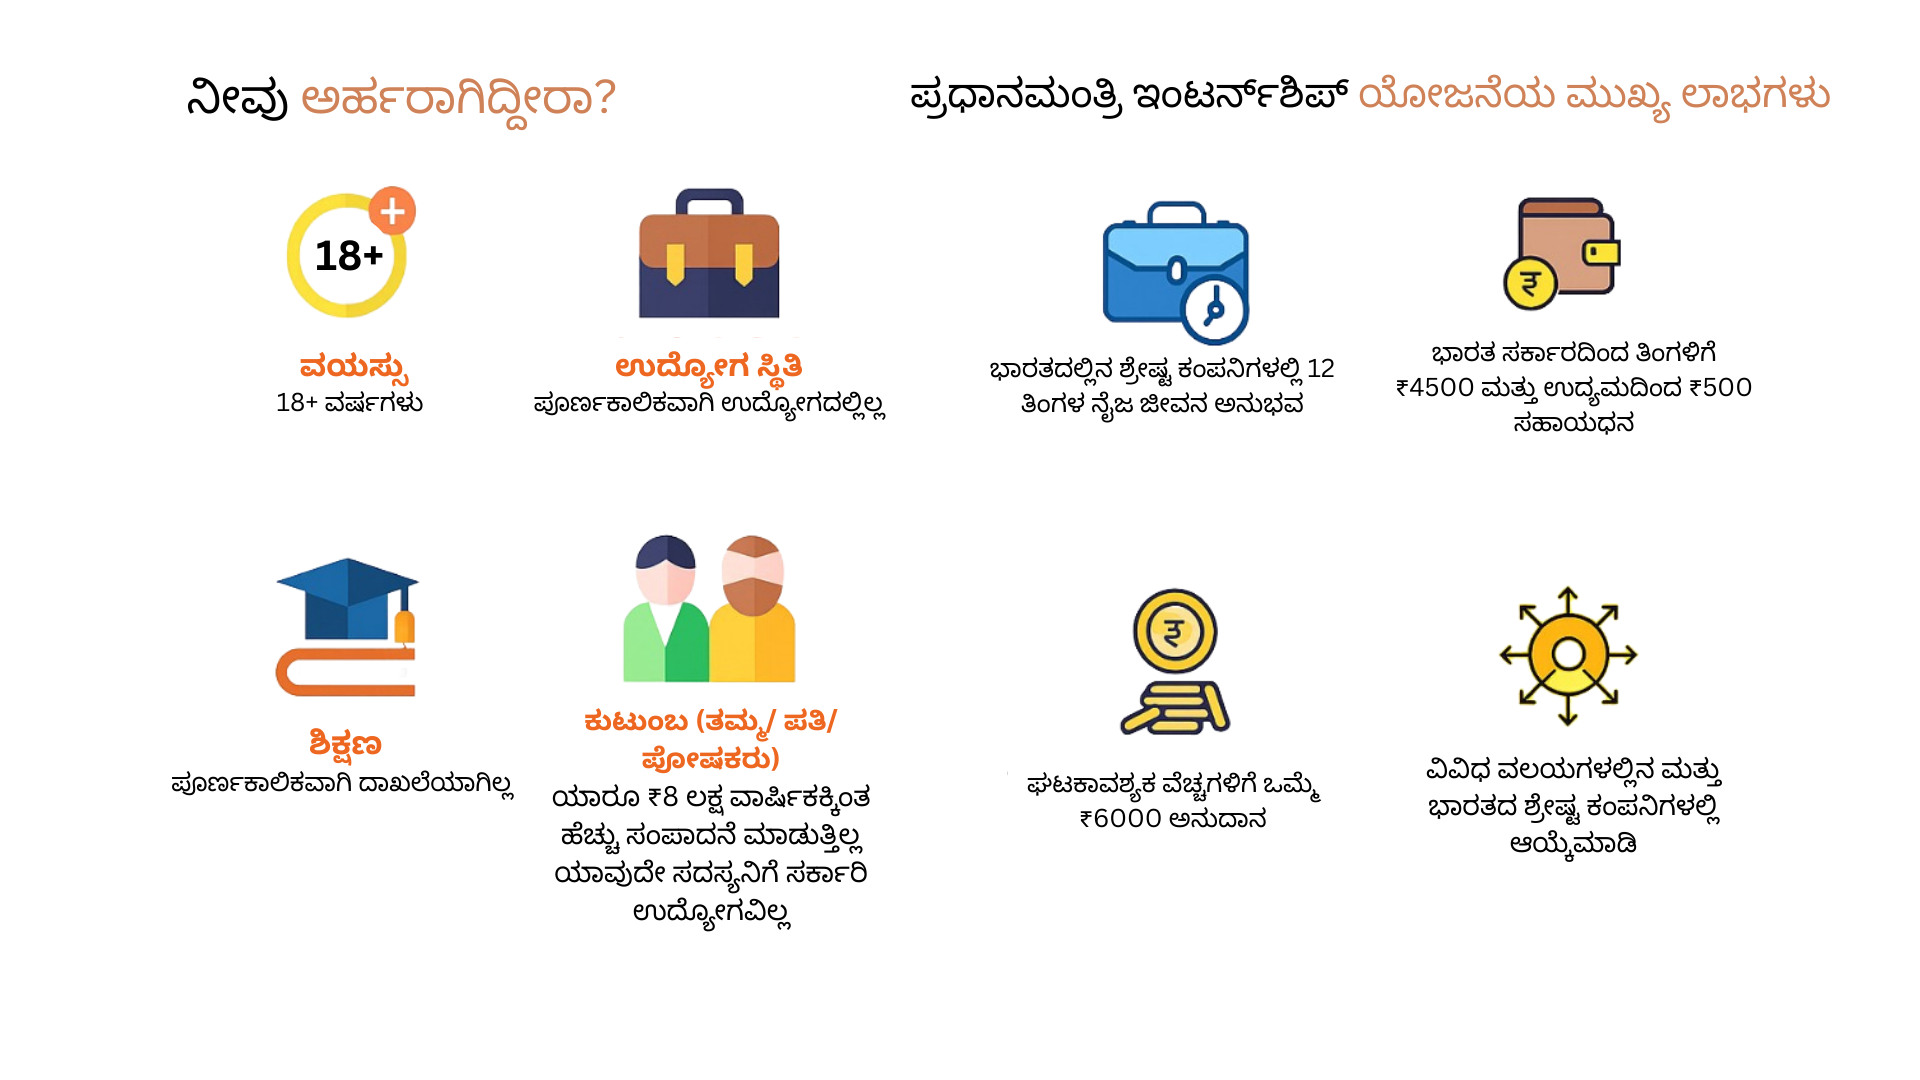 ನೀವು ಅರ್ಹರಾಗಿದ್ದೀರಾ?
18+
ವಯಸ್ಸು
18+ ವರ್ಷಗಳು
ಉದ್ಯೋಗ ಸ್ಥಿತಿ
ಪೂರ್ಣಕಾಲಿಕವಾಗಿ ಉದ್ಯೋಗದಲ್ಲಿಲ್ಲ
ಶಿಕ್ಷಣ
ಪೂರ್ಣಕಾಲಿಕವಾಗಿ ದಾಖಲೆಯಾಗಿಲ್ಲ
ಕುಟುಂಬ (ತಮ್ಮ/ ಪತಿ/
ಪೋಷಕರು)
ಯಾರೂ ₹8 ಲಕ್ಷ ವಾರ್ಷಿಕಕ್ಕಿಂತ
ಹೆಚ್ಚು ಸಂಪಾದನೆ ಮಾಡುತ್ತಿಲ್ಲ
ಯಾವುದೇ ಸದಸ್ಯನಿಗೆ ಸರ್ಕಾರಿ
ಉದ್ಯೋಗವಿಲ್ಲ
ಪ್ರಧಾನಮಂತ್ರಿ ಇಂಟರ್ನ್‌ಶಿಪ್ ಯೋಜನೆಯ ಮುಖ್ಯ ಲಾಭಗಳು
ಭಾರತದಲ್ಲಿನ ಶ್ರೇಷ್ಟ ಕಂಪನಿಗಳಲ್ಲಿ 12
ತಿಂಗಳ ನೈಜ ಜೀವನ ಅನುಭವ
₹
ಭಾರತ ಸರ್ಕಾರದಿಂದ ತಿಂಗಳಿಗೆ
₹4500 ಮತ್ತು ಉದ್ಯಮದಿಂದ ₹500
ಸಹಾಯಧನ
₹
ಘಟಕಾವಶ್ಯಕ ವೆಚ್ಚಗಳಿಗೆ ಒಮ್ಮೆ
₹6000 ಅನುದಾನ
ವಿವಿಧ ವಲಯಗಳಲ್ಲಿನ ಮತ್ತು
ಭಾರತದ ಶ್ರೇಷ್ಟ ಕಂಪನಿಗಳಲ್ಲಿ
ಆಯ್ಕೆಮಾಡಿ